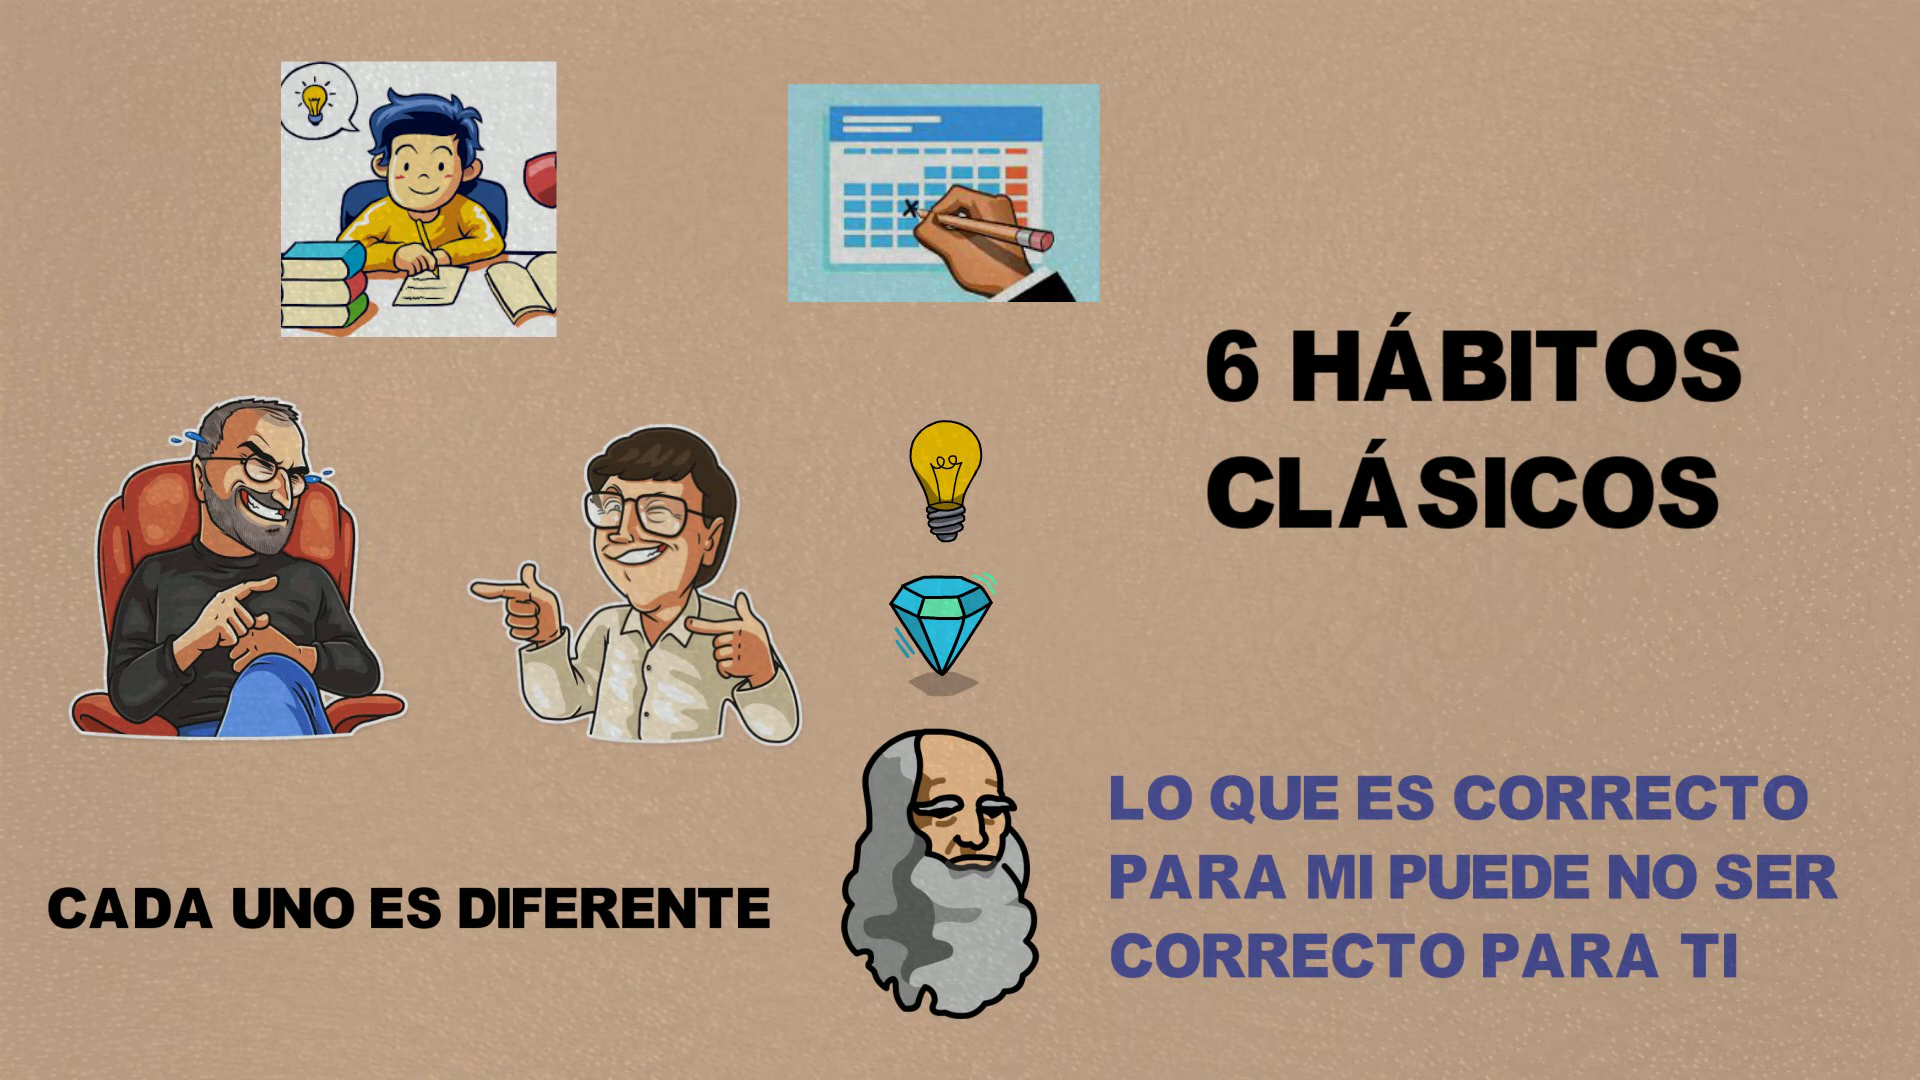 6 HÁBITOS
CLÁSICOS
LO QUE ES CORRECTO
PARA MI PUEDE NO SER
CORRECTO PARA TI
CADA UNO ES DIFERENTE